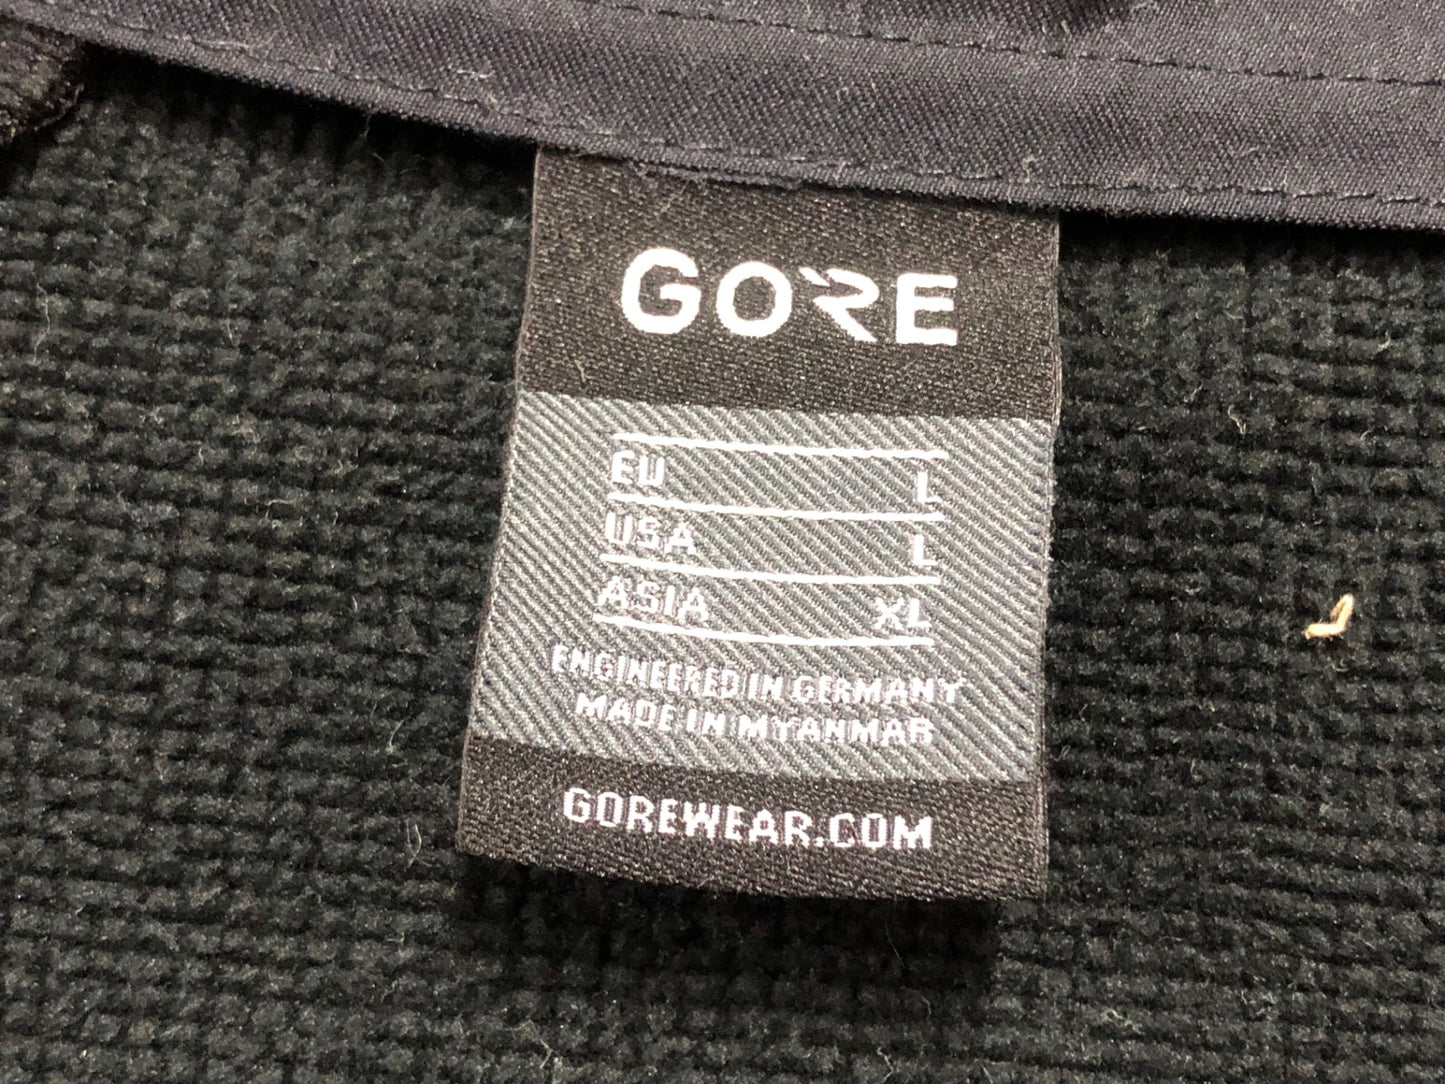 GORE
EU L
USA L
ASIA XL
ENGINEERED IN GERMANY
MADE IN MYANMAR
GOREWEAR.COM